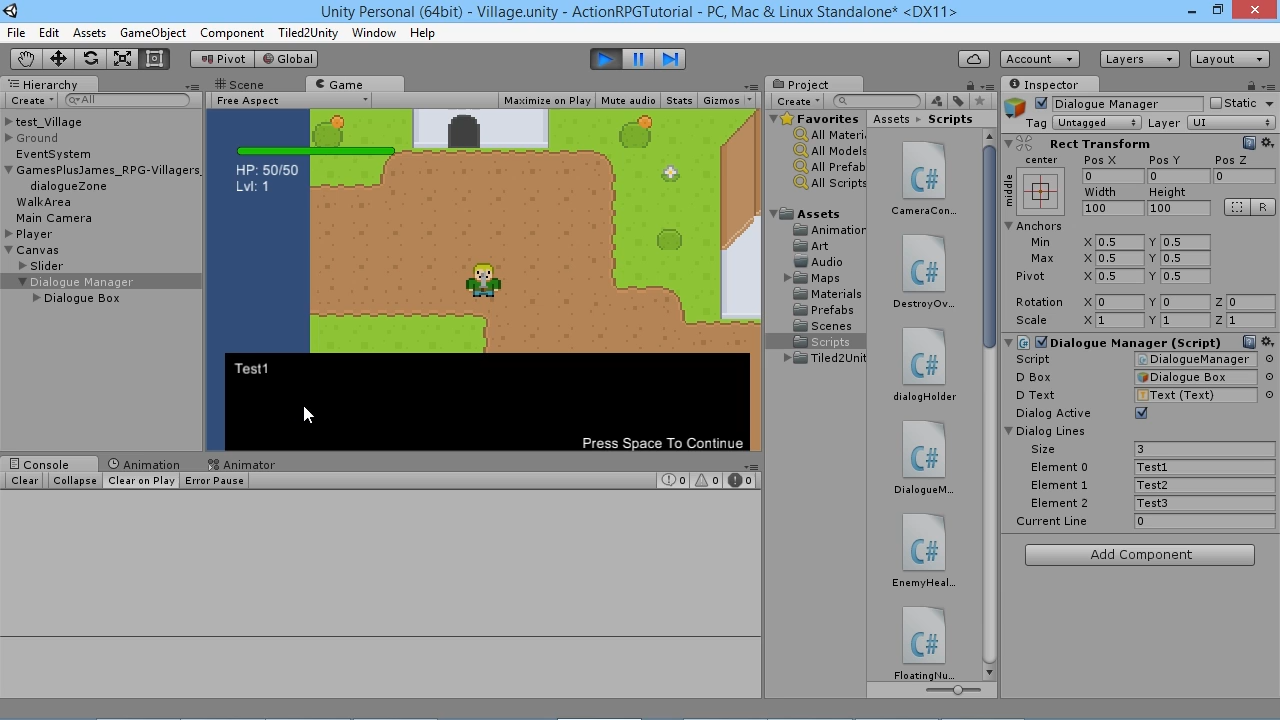 Unity Personal (64bit) - Village.unity - ActionRPGTutorial - PC, Mac & Linux Standalone* <DX11>
File Edit Assets GameObject Component Tiled2Unity Window Help
Pivot Global Account Layers Layout
Hierarchy
Create All
test_Village
Ground
EventSystem
GamesPlusJames_RPG-Villagers_
dialogueZone
WalkArea
Main Camera
Player
Canvas
Slider
Dialogue Manager
Dialogue Box
Scene Game
Free Aspect Maximize on Play Mute audio Stats Gizmos
HP: 50/50
Lvl: 1
Test1
Press Space To Continue
Console Animation Animator
Clear Collapse Clear on Play Error Pause 0 0 0
Project
Create
Favorites
All Materia
All Models
All Prefab
All Scripts
Assets
Animation
Art
Audio
Maps
Materials
Prefabs
Scenes
Scripts
Tiled2Unit
Assets Scripts
C#
CameraCon...
C#
DestroyOv...
C#
dialogHolder
C#
DialogueM...
C#
EnemyHeal...
C#
FloatingNu...
Inspector
Dialogue Manager Static
Tag Untagged Layer UI
Rect Transform
center Pos X Pos Y Pos Z
middle 0 0 0
Width Height
100 100 R
Anchors
Min X 0.5 Y 0.5
Max X 0.5 Y 0.5
Pivot X 0.5 Y 0.5
Rotation X 0 Y 0 Z 0
Scale X 1 Y 1 Z 1
Dialogue Manager (Script)
Script DialogueManager
D Box Dialogue Box
D Text Text (Text)
Dialog Active
Dialog Lines
Size 3
Element 0 Test1
Element 1 Test2
Element 2 Test3
Current Line 0
Add Component